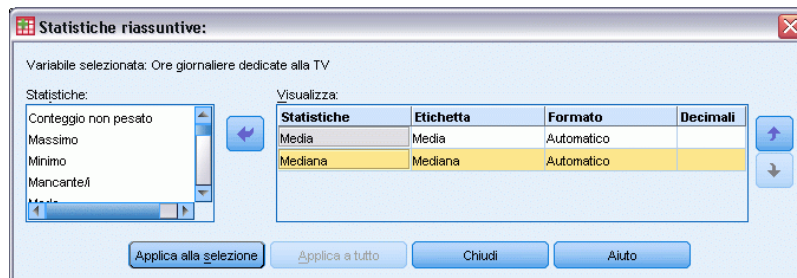 Statistiche riassuntive:
Variabile selezionata: Ore giornaliere dedicate alla TV
Statistiche:
Conteggio non pesato
Massimo
Minimo
Mancante/i
Moda
Visualizza:
Statistiche Etichetta Formato Decimali
Media Media Automatico
Mediana Mediana Automatico
Applica alla selezione Applica a tutto Chiudi Aiuto